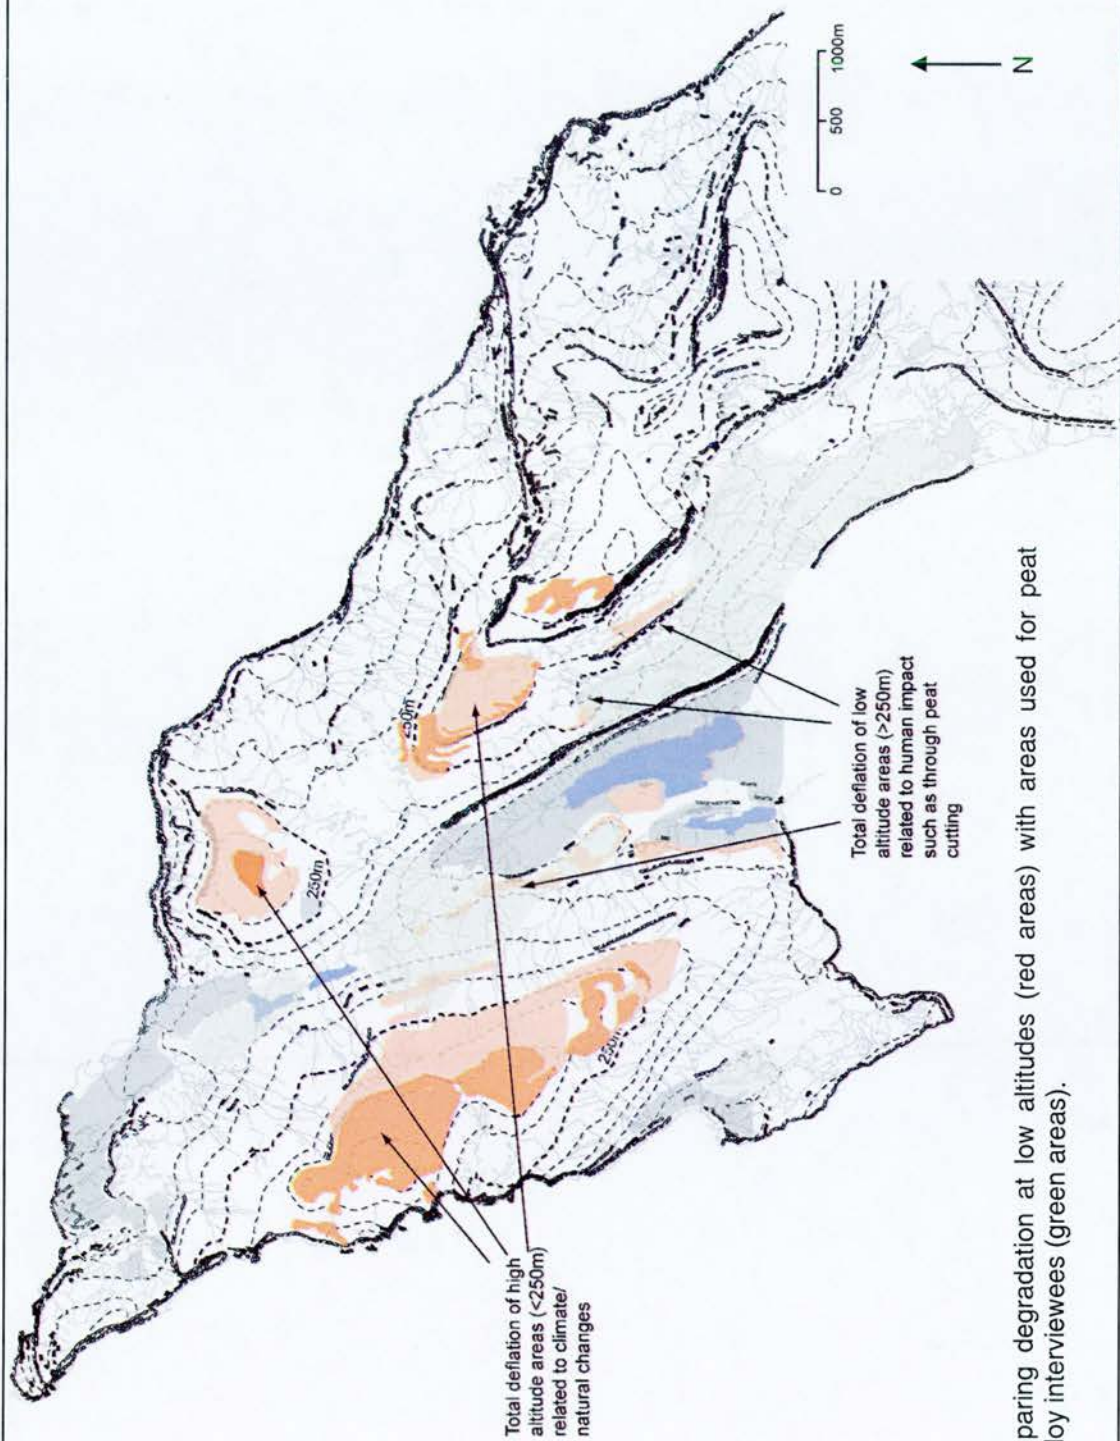 250m
250m
250m
Total deflation of high
altitude areas (<250m)
related to climate/
natural changes
Total deflation of low
altitude areas (>250m)
related to human impact
such as through peat
cutting
0 500 1000m
N
paring degradation at low altitudes (red areas) with areas used for peat
loy interviewees (green areas).